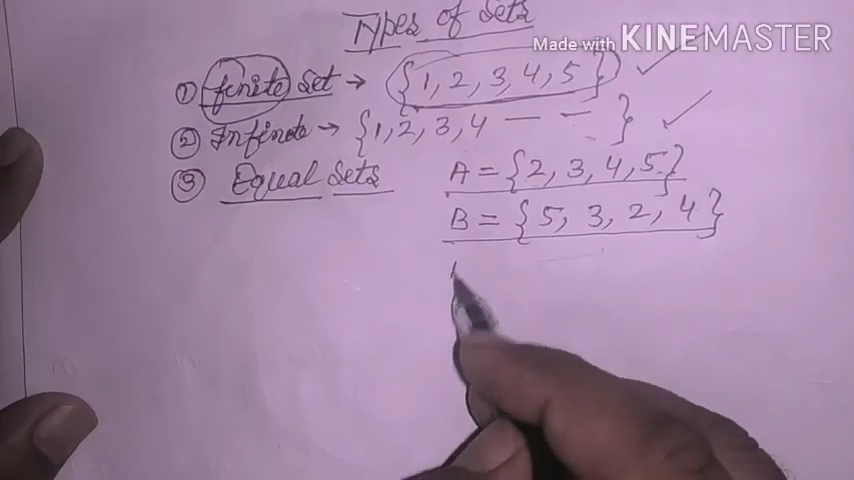 Types of Sets
Made with KINEMASTER
① finite set → {1, 2, 3, 4, 5}
② Infinite → {1, 2, 3, 4 — — }
③ Equal Sets
A = {2, 3, 4, 5}
B = {5, 3, 2, 4}